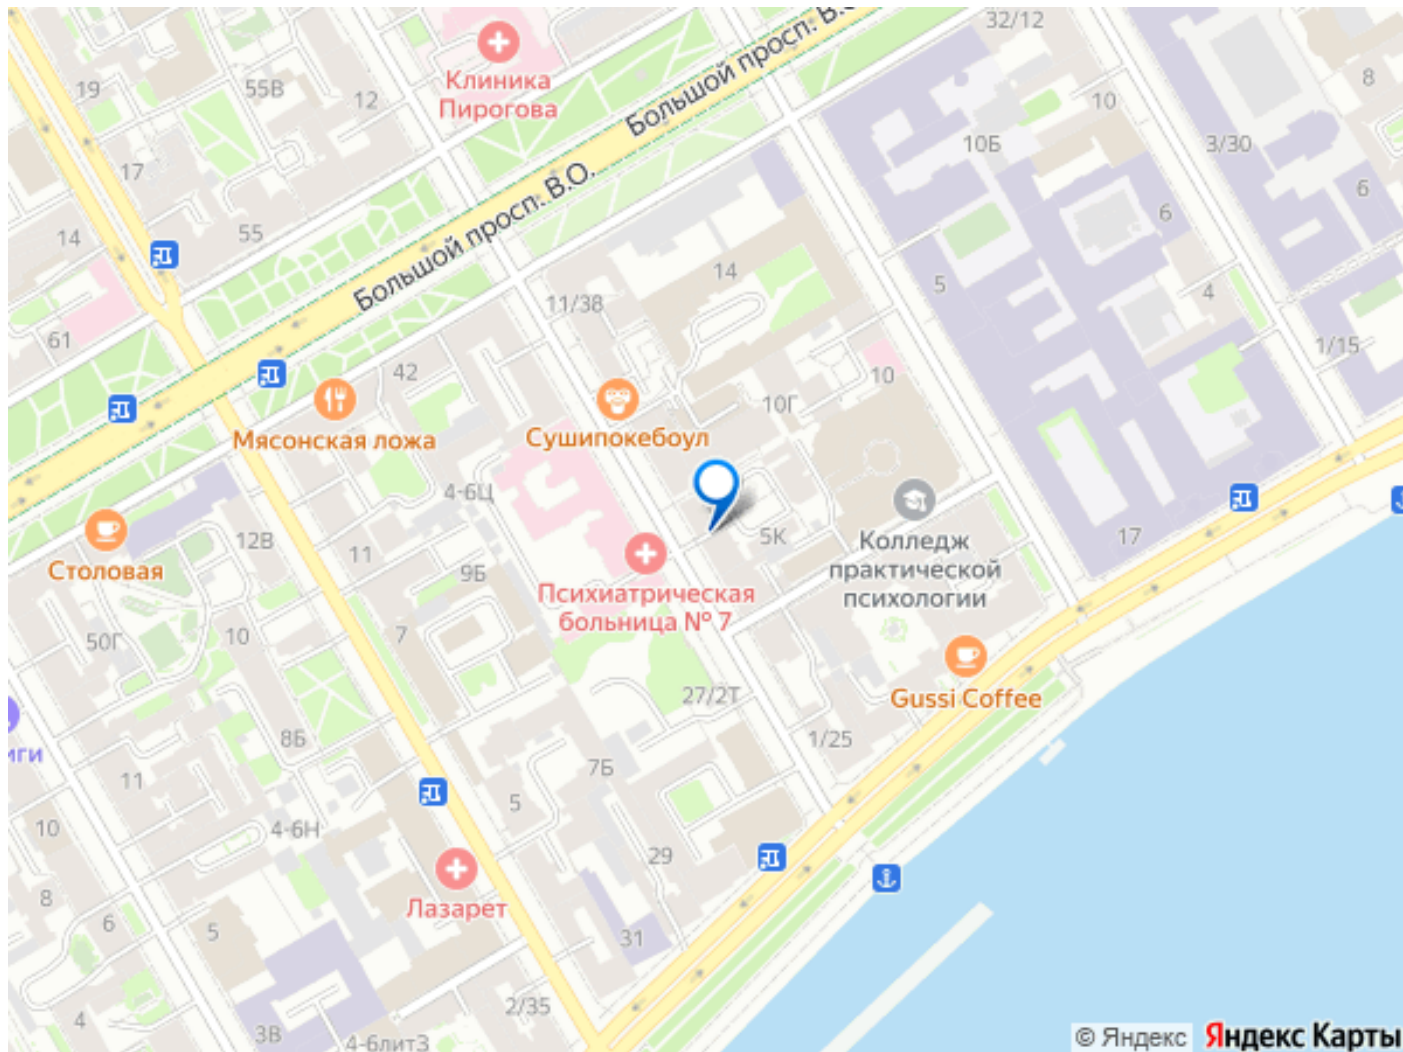 32/12
Большой просп. В.О.
8
Клиника
Пирогова
19
55В
12
10
10Б
3/30
17
6
6
Большой просп. В.О.
14
55
14
5
4
11/38
61
1/15
42
10
10Г
Мясонская ложа
Сушипокебоул
4-6Ц
Столовая
12В
11
5К
17
Колледж
практической
психологии
9Б
Психиатрическая
больница № 7
50Г
10
7
27/2Т
Gussi Coffee
иги
8Б
1/25
11
7Б
5
10
4-6Н
29
8
Лазарет
6
5
31
2/35
4
3В
4-6литЗ
© Яндекс Яндекс Карты